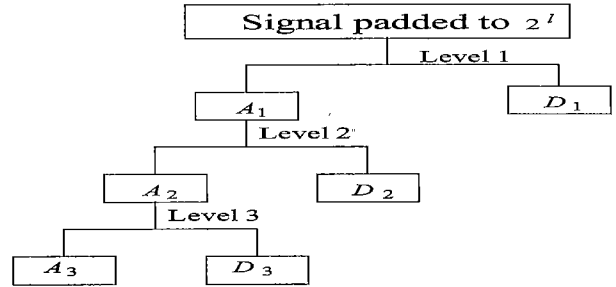 Signal padded to 2^l
Level 1
A₁
D₁
Level 2
A₂
D₂
Level 3
A₃
D₃